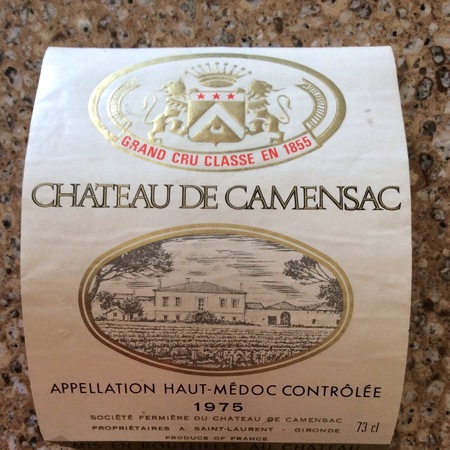 GRAND CRU CLASSE EN 1855
CHATEAU DE CAMENSAC
APPELLATION HAUT-MÉDOC CONTRÔLÉE
1975
SOCIÉTÉ FERMIÈRE DU CHATEAU DE CAMENSAC
PROPRIÉTAIRES A SAINT-LAURENT - GIRONDE
73 cl
PRODUCE OF FRANCE